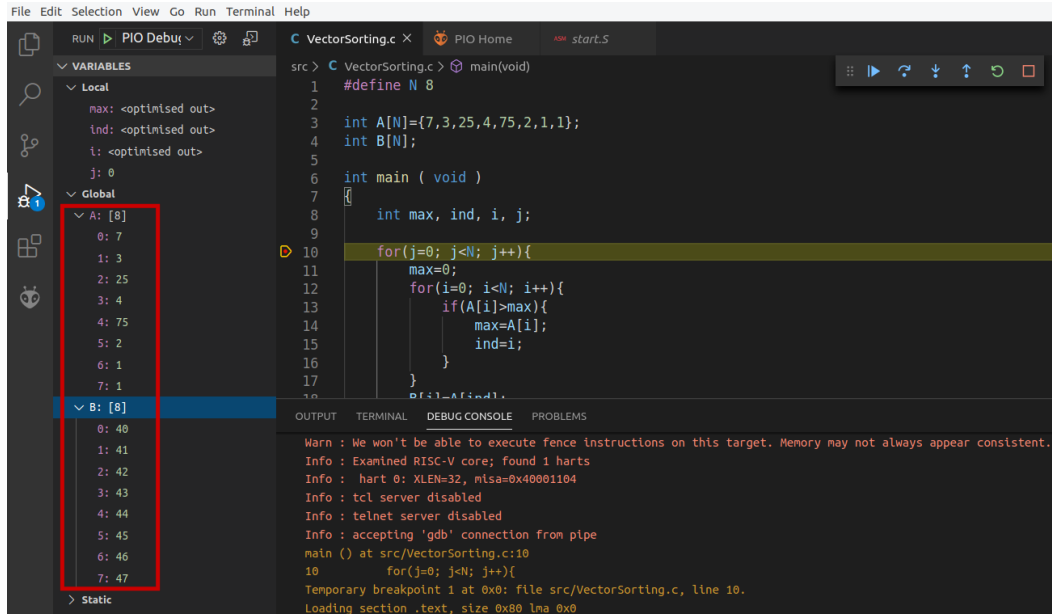 File Edit Selection View Go Run Terminal Help
RUN PIO Debug
VARIABLES
Local
max: <optimised out>
ind: <optimised out>
i: <optimised out>
j: 0
Global
A: [8]
0: 7
1: 3
2: 25
3: 4
4: 75
5: 2
6: 1
7: 1
B: [8]
0: 40
1: 41
2: 42
3: 43
4: 44
5: 45
6: 46
7: 47
Static
1
C VectorSorting.c × PIO Home ASM start.S
src > C VectorSorting.c > main(void)
1 #define N 8
2
3 int A[N]={7,3,25,4,75,2,1,1};
4 int B[N];
5
6 int main ( void )
7 {
8 int max, ind, i, j;
9
10 for(j=0; j<N; j++){
11 max=0;
12 for(i=0; i<N; i++){
13 if(A[i]>max){
14 max=A[i];
15 ind=i;
16 }
17 }
18 B[j]=A[ind];
OUTPUT TERMINAL DEBUG CONSOLE PROBLEMS
Warn : We won't be able to execute fence instructions on this target. Memory may not always appear consistent.
Info : Examined RISC-V core; found 1 harts
Info : hart 0: XLEN=32, misa=0x40001104
Info : tcl server disabled
Info : telnet server disabled
Info : accepting 'gdb' connection from pipe
main () at src/VectorSorting.c:10
10 for(j=0; j<N; j++){
Temporary breakpoint 1 at 0x0: file src/VectorSorting.c, line 10.
Loading section .text, size 0x80 lma 0x0